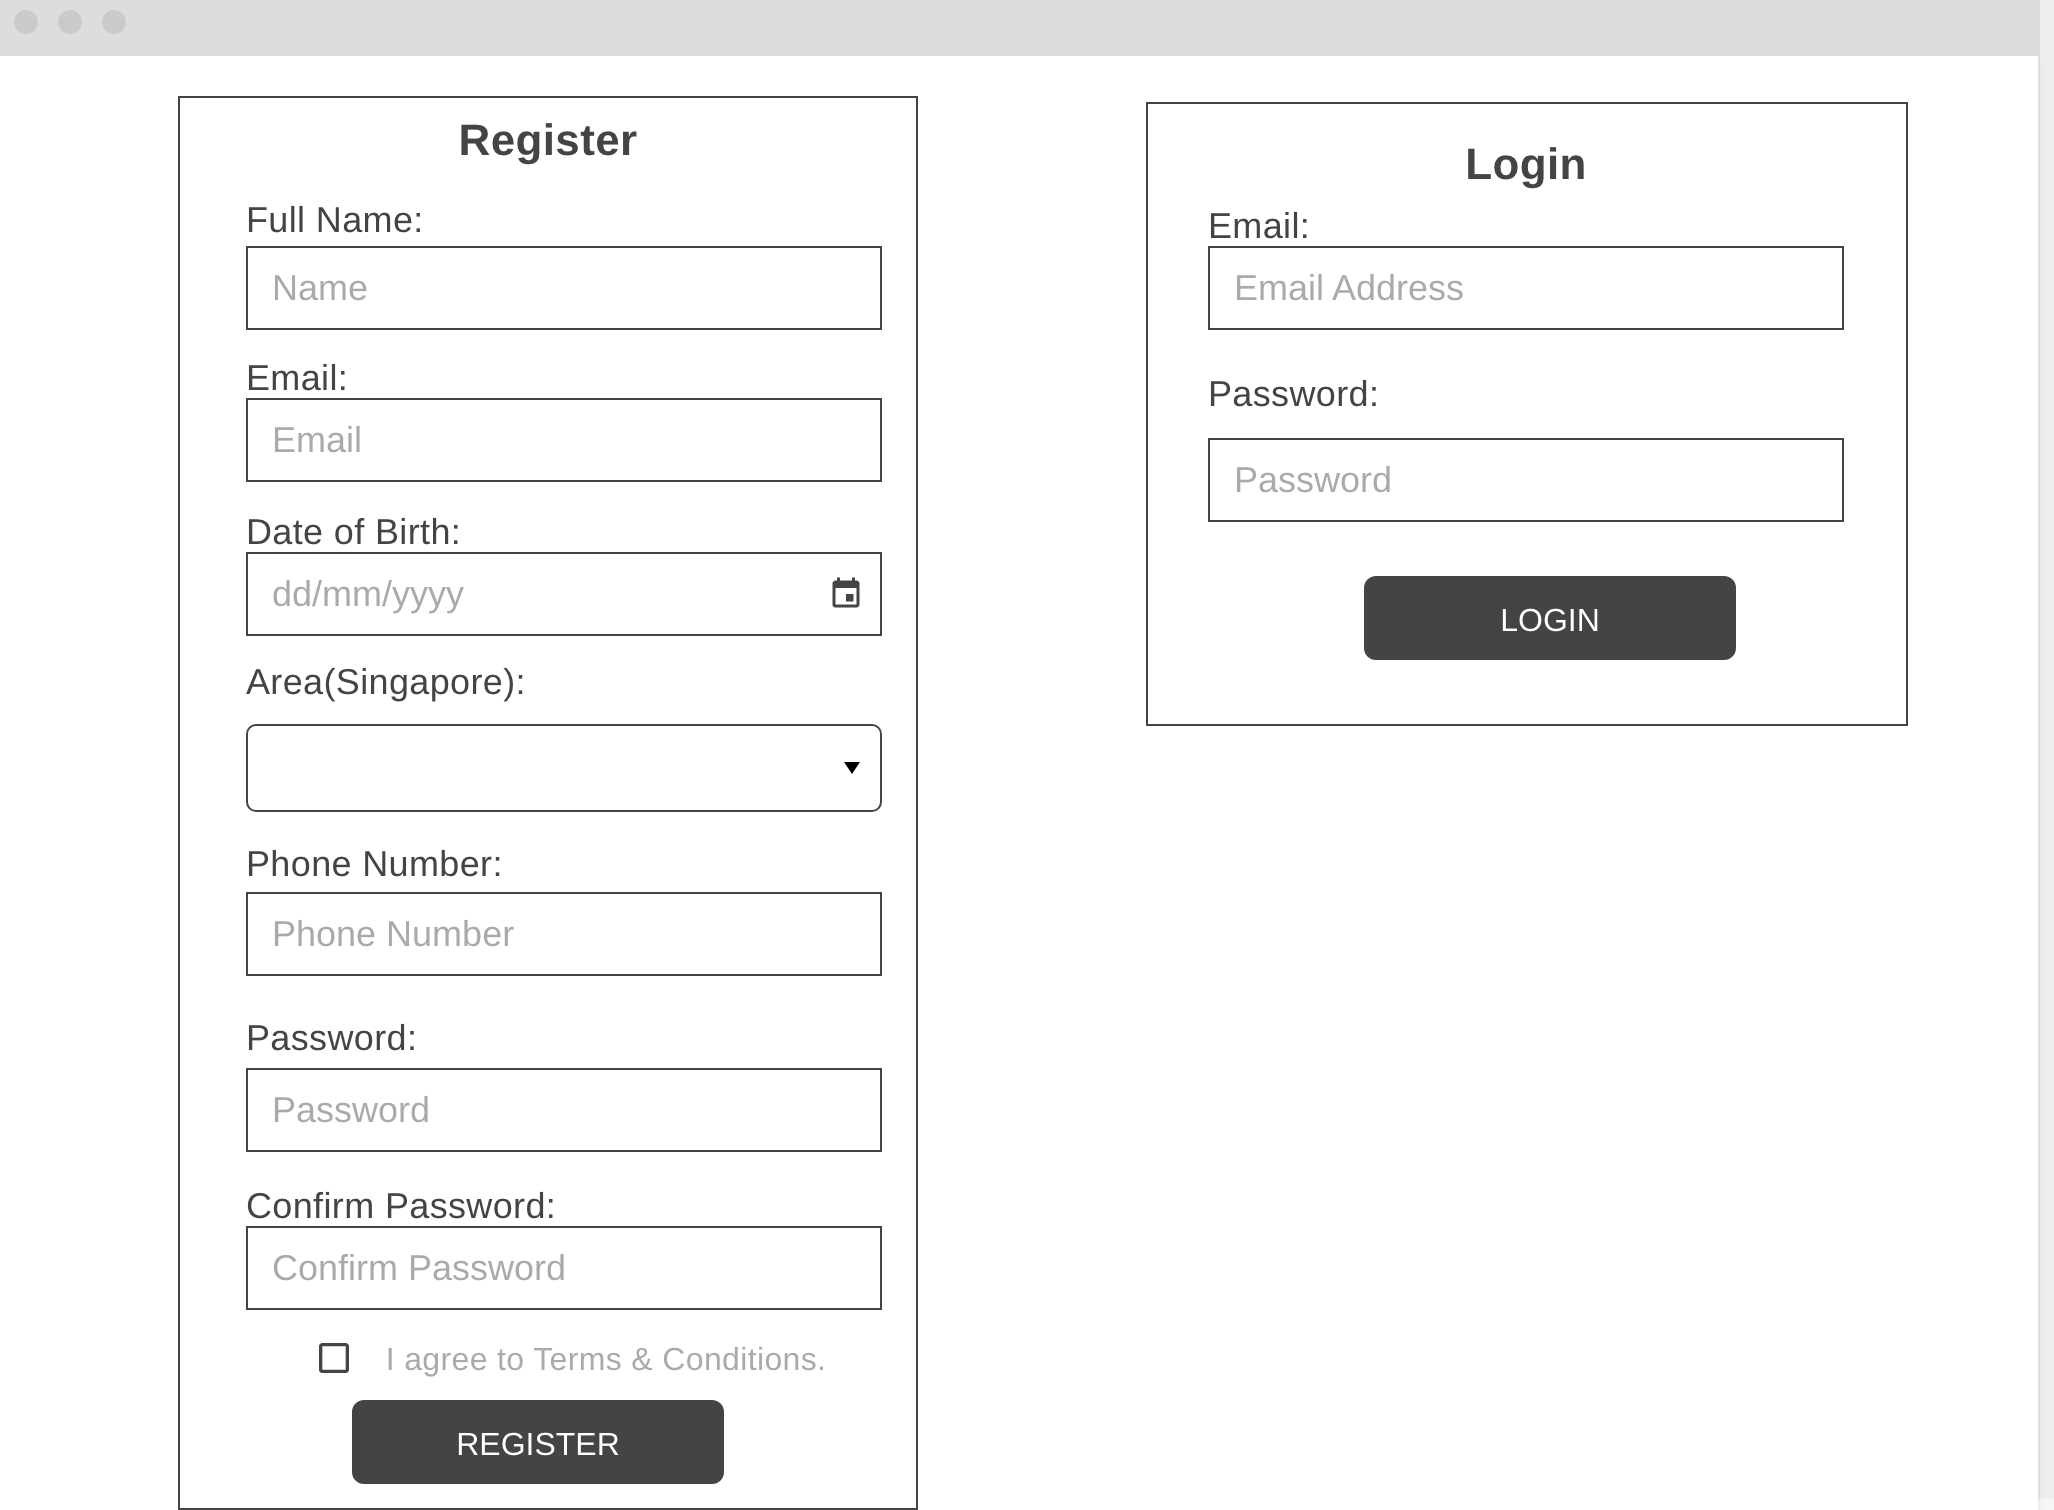 Register
Full Name:
Name
Email:
Email
Date of Birth:
dd/mm/yyyy
Area(Singapore):
Phone Number:
Phone Number
Password:
Password
Confirm Password:
Confirm Password
I agree to Terms & Conditions.
REGISTER
Login
Email:
Email Address
Password:
Password
LOGIN